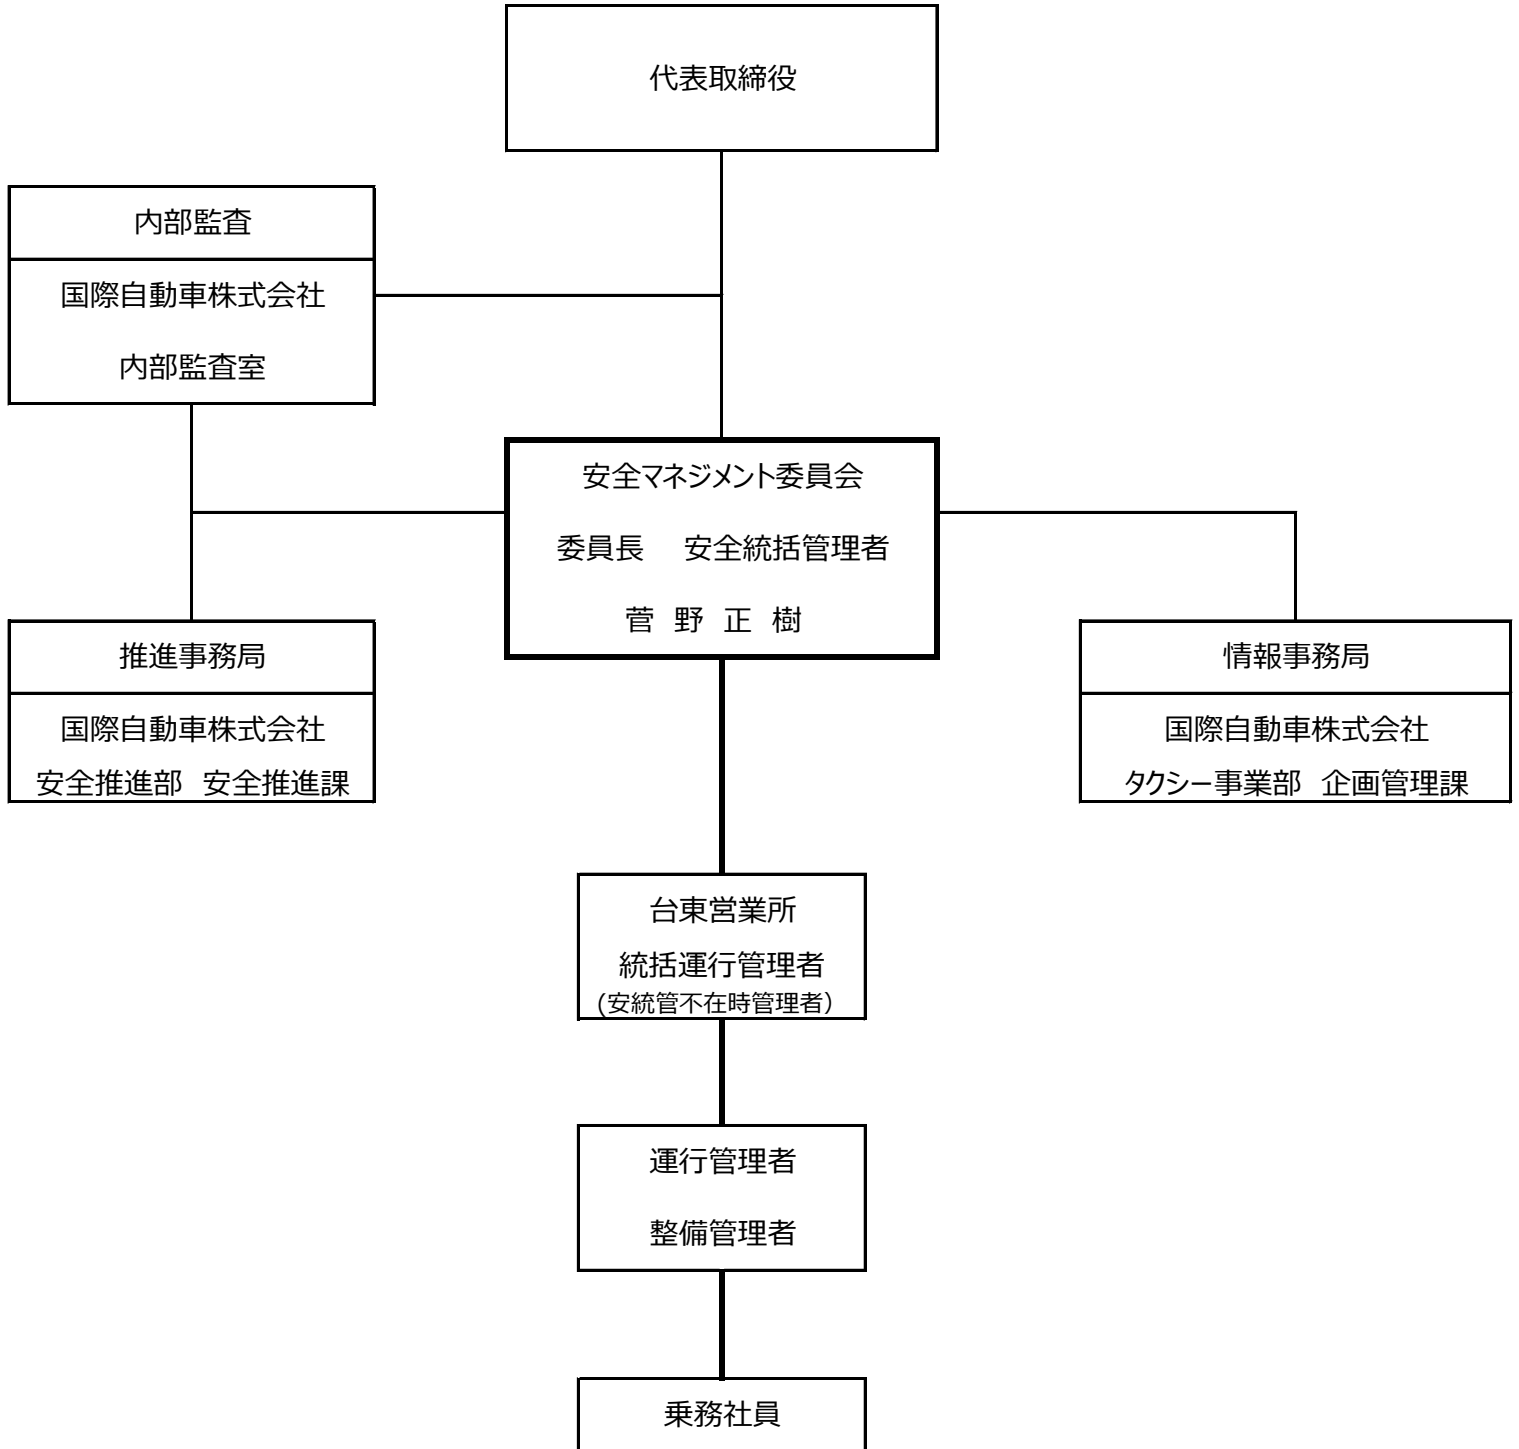 代表取締役
内部監査
国際自動車株式会社
内部監査室
安全マネジメント委員会
委員長　安全統括管理者
菅 野 正 樹
推進事務局
国際自動車株式会社
安全推進部 安全推進課
情報事務局
国際自動車株式会社
タクシー事業部 企画管理課
台東営業所
統括運行管理者
(安統管不在時管理者）
運行管理者
整備管理者
乗務社員